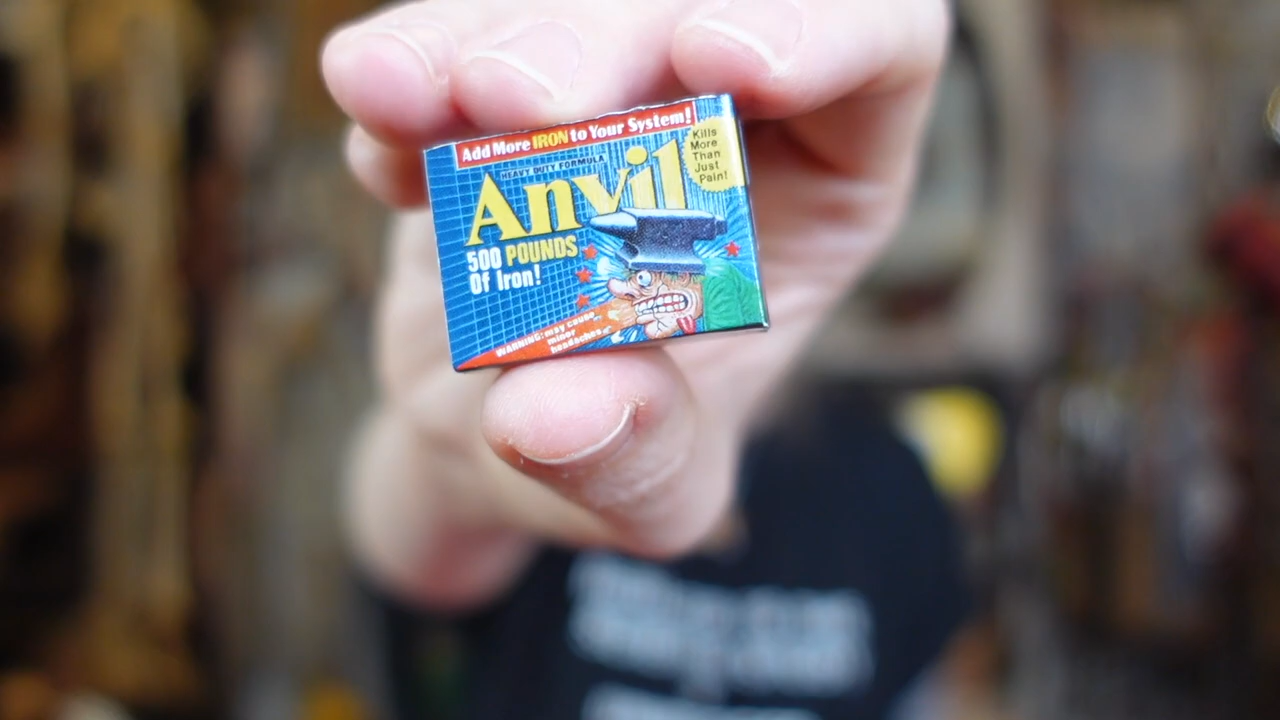 Add More IRON to Your System!
HEAVY DUTY FORMULA
Anvil
Kills
More
Than
Just
Pain!
500 POUNDS
Of Iron!
WARNING: may cause
minor
headaches